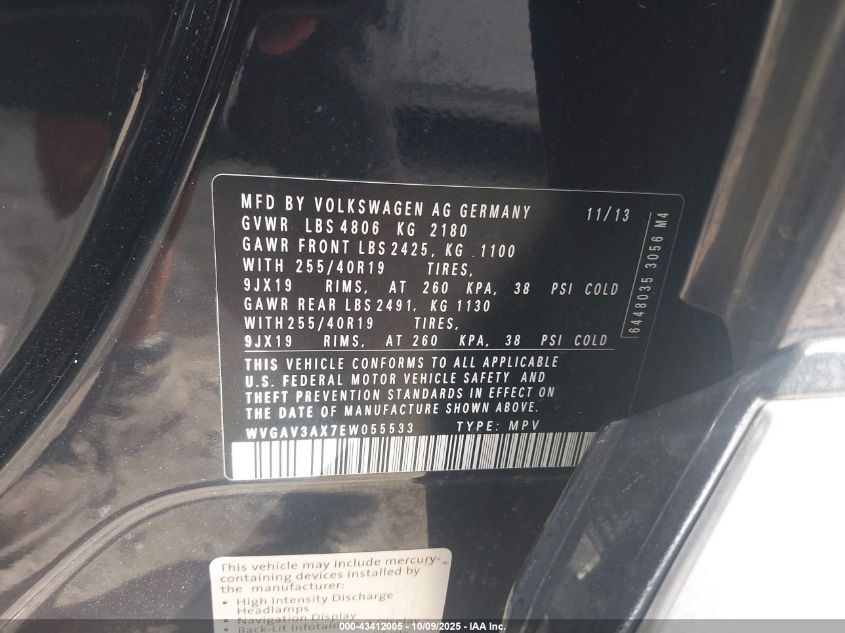 MFD BY VOLKSWAGEN AG GERMANY 11/13
GVWR LBS 4806 KG 2180
GAWR FRONT LBS 2425, KG 1100
WITH 255/40R19 TIRES,
9JX19 RIMS, AT 260 KPA, 38 PSI COLD
GAWR REAR LBS 2491, KG 1130
WITH 255/40R19 TIRES,
9JX19 RIMS, AT 260 KPA, 38 PSI COLD
THIS VEHICLE CONFORMS TO ALL APPLICABLE
U.S. FEDERAL MOTOR VEHICLE SAFETY AND
THEFT PREVENTION STANDARDS IN EFFECT ON
THE DATE OF MANUFACTURE SHOWN ABOVE.
WVGAV3AX7EW055533 TYPE: MPV
6448035 3056 M4
This vehicle may include mercury-
containing devices installed by
the manufacturer:
• High Intensity Discharge
Headlamps
• Navigation Display
• Back-Lit
000-43412005 - 10/09/2025 - IAA Inc.